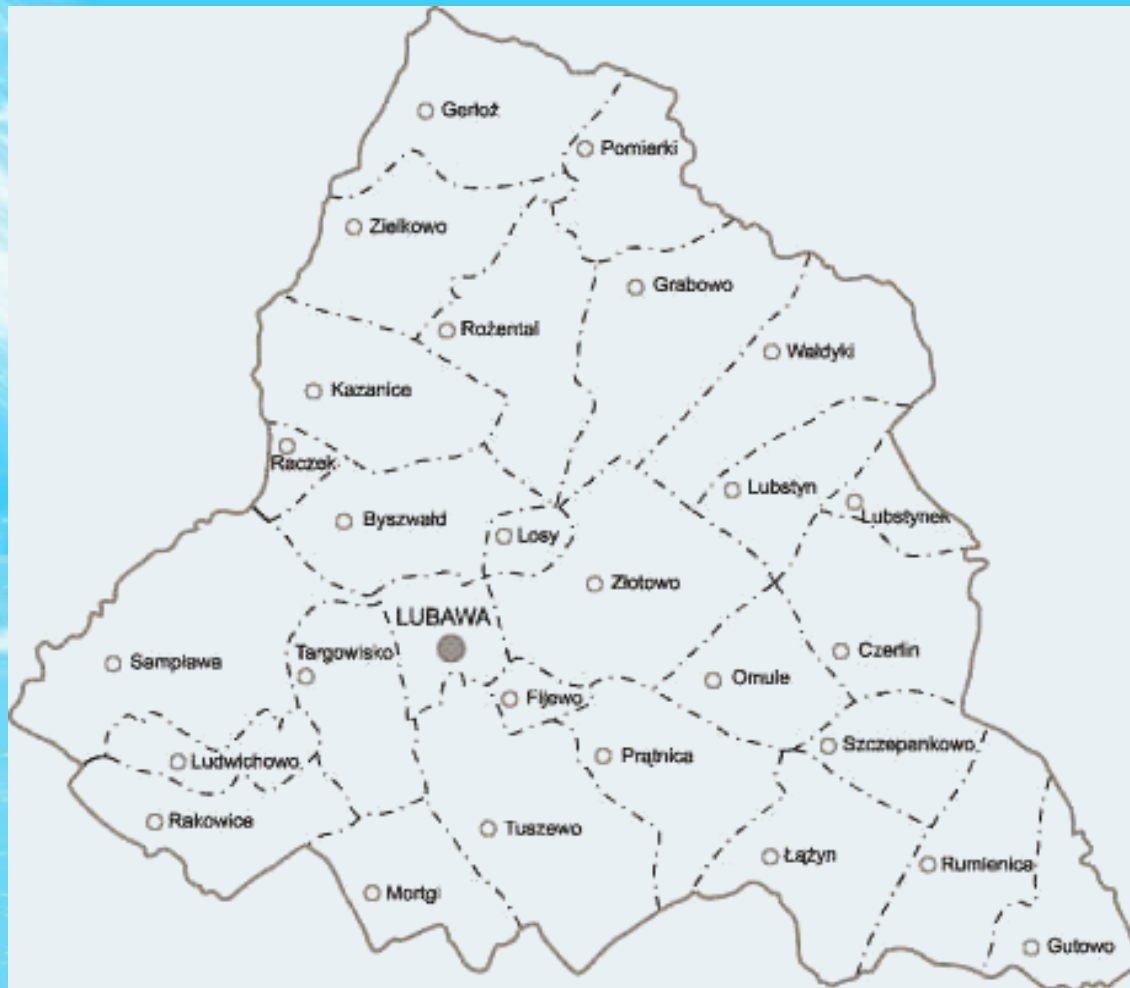 Gerłoż
Pomierki
Zielkowo
Grabowo
Rożental
Wałdyki
Kazanice
Raczek
Lubstyn
Byszwałd
Lubstynek
Losy
Złotowo
LUBAWA
Targowisko
Czerlin
Sampława
Omule
Fijewo
Szczepankowo
Prątnica
Ludwichowo
Rakowice
Tuszewo
Łążyn
Rumienica
Mortgi
Gutowo